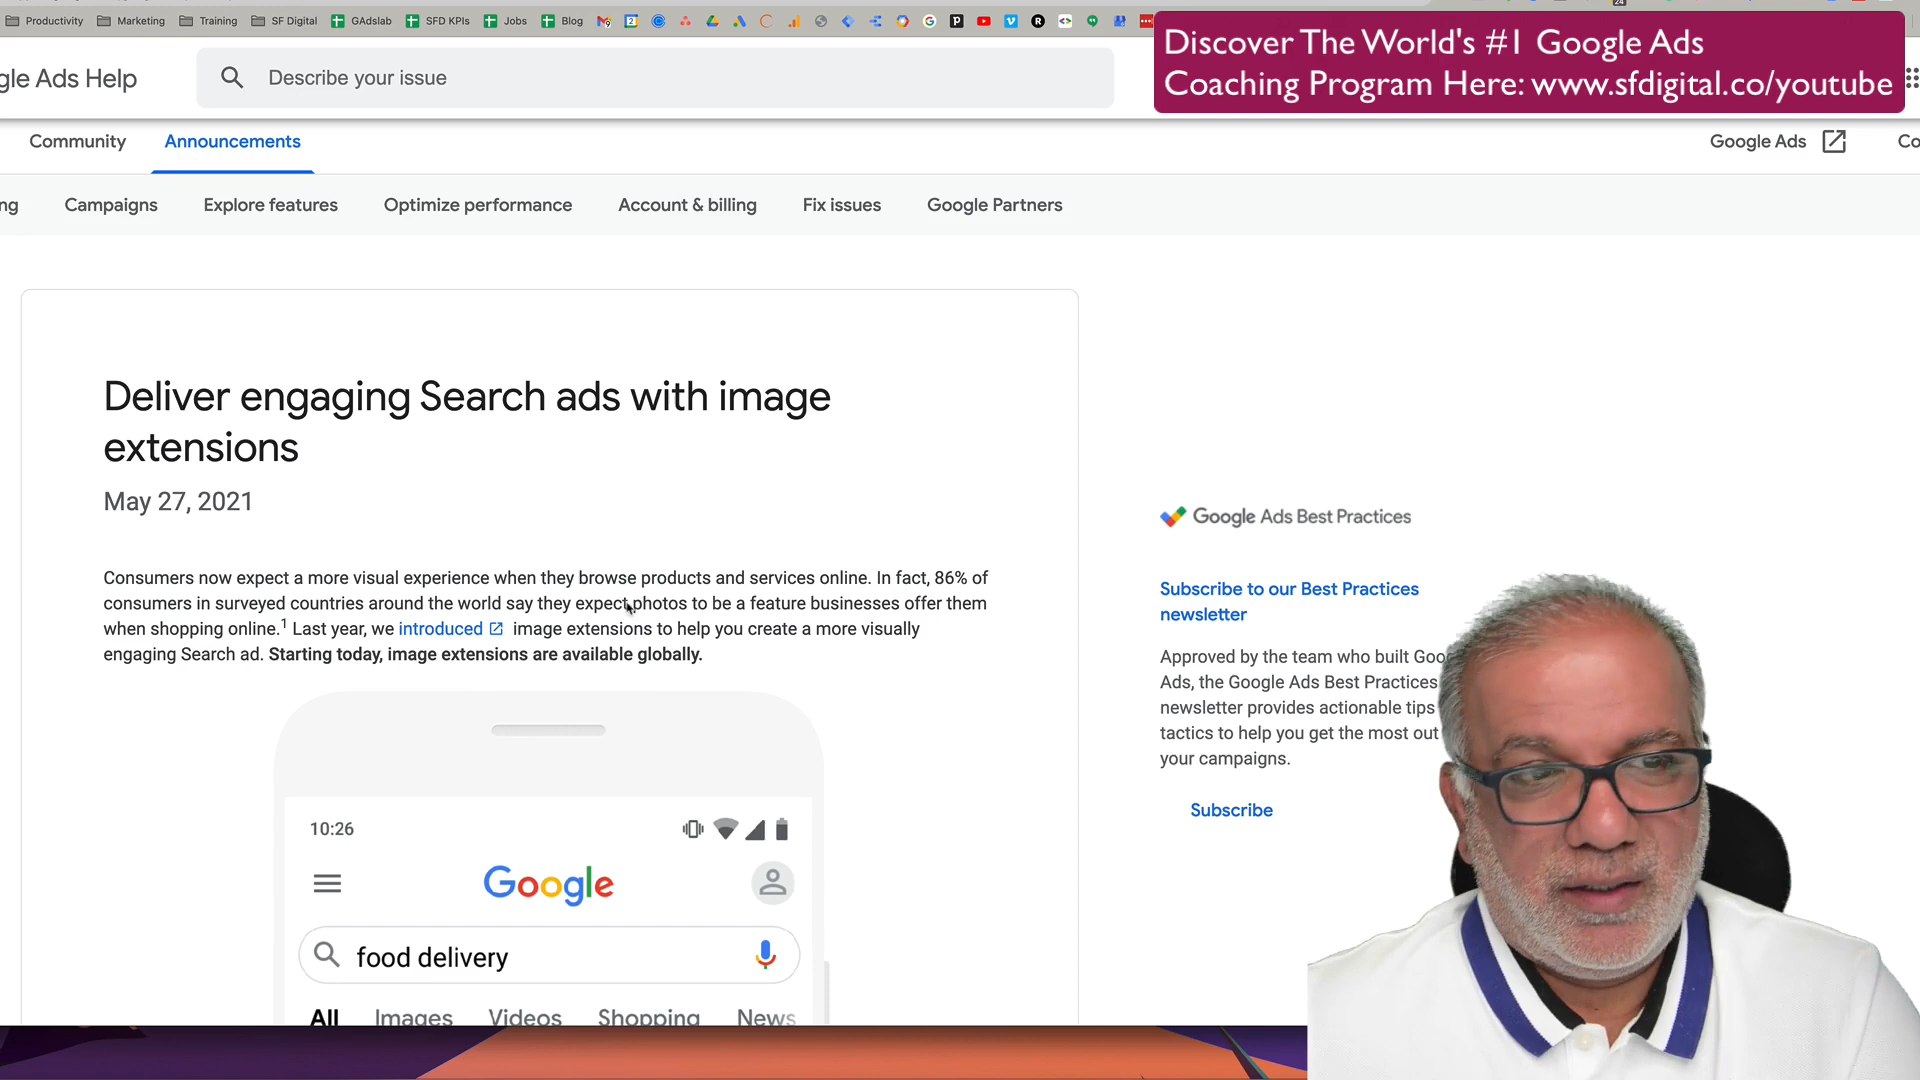 Productivity Marketing Training SF Digital GAdslab SFD KPIs Jobs Blog
24
Discover The World's #1 Google Ads
Coaching Program Here: www.sfdigital.co/youtube
gle Ads Help
Describe your issue
Community Announcements Google Ads Co
ng Campaigns Explore features Optimize performance Account & billing Fix issues Google Partners
Deliver engaging Search ads with image
extensions
May 27, 2021
Consumers now expect a more visual experience when they browse products and services online. In fact, 86% of
consumers in surveyed countries around the world say they expect photos to be a feature businesses offer them
when shopping online.1 Last year, we introduced image extensions to help you create a more visually
engaging Search ad. Starting today, image extensions are available globally.
10:26
Google
food delivery
All Images Videos Shopping News
Google Ads Best Practices
Subscribe to our Best Practices
newsletter
Approved by the team who built Goo
Ads, the Google Ads Best Practices
newsletter provides actionable tips
tactics to help you get the most out
your campaigns.
Subscribe